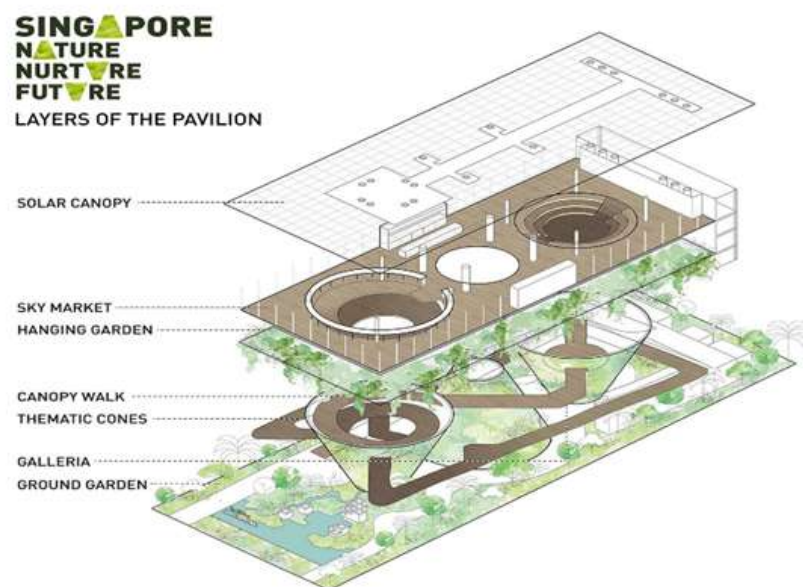 SINGAPORE
NATURE
NURTURE
FUTURE
LAYERS OF THE PAVILION
SOLAR CANOPY
SKY MARKET
HANGING GARDEN
CANOPY WALK
THEMATIC CONES
GALLERIA
GROUND GARDEN